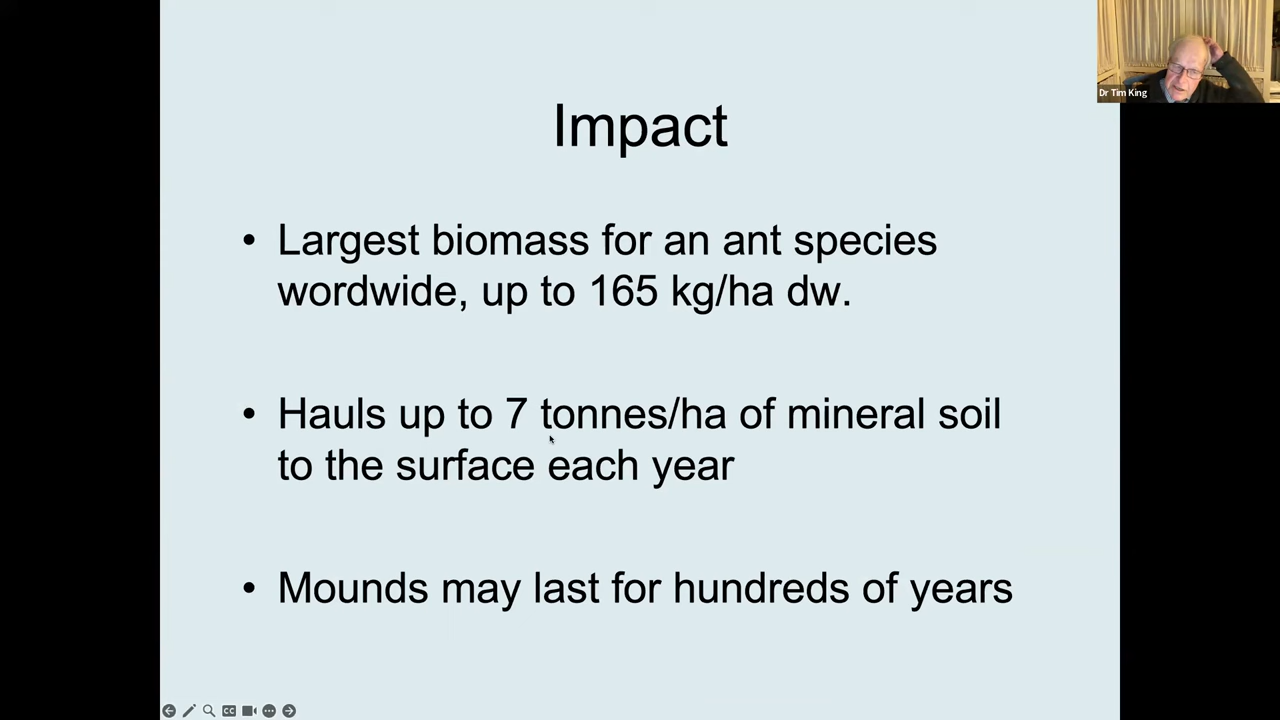 Dr Tim King
Impact
• Largest biomass for an ant species
wordwide, up to 165 kg/ha dw.
• Hauls up to 7 tonnes/ha of mineral soil
to the surface each year
• Mounds may last for hundreds of years
CC